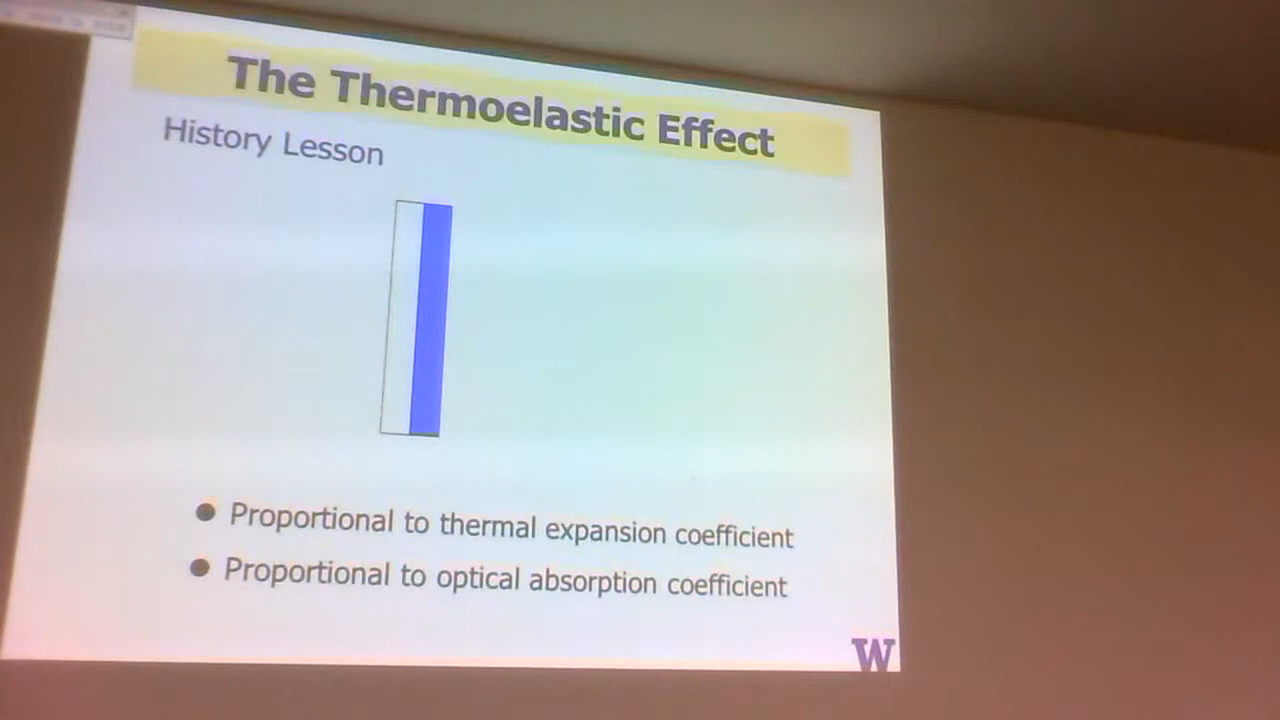 The Thermoelastic Effect
History Lesson
● Proportional to thermal expansion coefficient
● Proportional to optical absorption coefficient
W